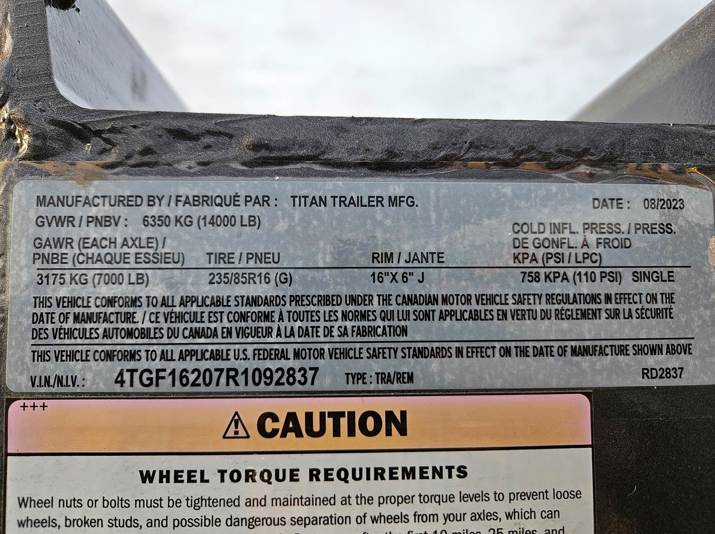 MANUFACTURED BY / FABRIQUÉ PAR : TITAN TRAILER MFG. DATE : 08/2023
GVWR / PNBV : 6350 KG (14000 LB)
GAWR (EACH AXLE) / COLD INFL. PRESS. / PRESS.
DE GONFL. À FROID
PNBE (CHAQUE ESSIEU) TIRE / PNEU RIM / JANTE KPA (PSI / LPC)
3175 KG (7000 LB) 235/85R16 (G) 16"X 6" J 758 KPA (110 PSI) SINGLE
THIS VEHICLE CONFORMS TO ALL APPLICABLE STANDARDS PRESCRIBED UNDER THE CANADIAN MOTOR VEHICLE SAFETY REGULATIONS IN EFFECT ON THE
DATE OF MANUFACTURE. / CE VÉHICULE EST CONFORME À TOUTES LES NORMES QUI LUI SONT APPLICABLES EN VERTU DU RÉGLEMENT SUR LA SÉCURITÉ
DES VÉHICULES AUTOMOBILES DU CANADA EN VIGUEUR À LA DATE DE SA FABRICATION
THIS VEHICLE CONFORMS TO ALL APPLICABLE U.S. FEDERAL MOTOR VEHICLE SAFETY STANDARDS IN EFFECT ON THE DATE OF MANUFACTURE SHOWN ABOVE
V.I.N./N.I.V. : 4TGF16207R1092837 TYPE : TRA/REM RD2837
+++
CAUTION
WHEEL TORQUE REQUIREMENTS
Wheel nuts or bolts must be tightened and maintained at the proper torque levels to prevent loose
wheels, broken studs, and possible dangerous separation of wheels from your axles, which can
first 10 miles, 25 miles, and